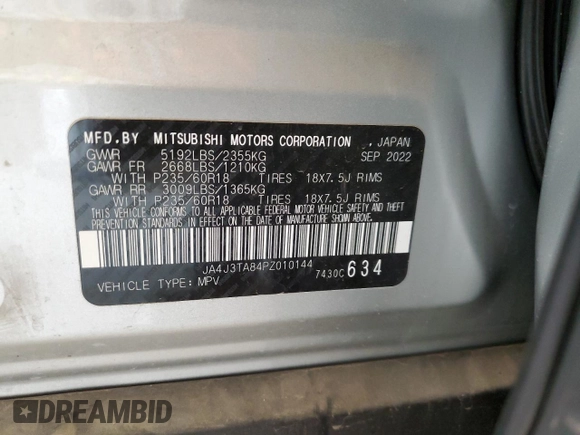 MFD.BY MITSUBISHI MOTORS CORPORATION , JAPAN
GVWR 5192LBS/2355KG SEP 2022
GAWR FR 2668LBS/1210KG
WITH P235/60R18 TIRES 18X7.5J RIMS
GAWR RR 3009LBS/1365KG
WITH P235/60R18 TIRES 18X7.5J RIMS
THIS VEHICLE CONFORMS TO ALL APPLICABLE FEDERAL MOTOR VEHICLE SAFETY AND THEFT
PREVENTION STANDARDS IN EFFECT ON THE DATE OF MANUFACTURE SHOWN ABOVE.
JA4J3TA84PZ010144
VEHICLE TYPE:MPV 7430C 634
DREAMBID